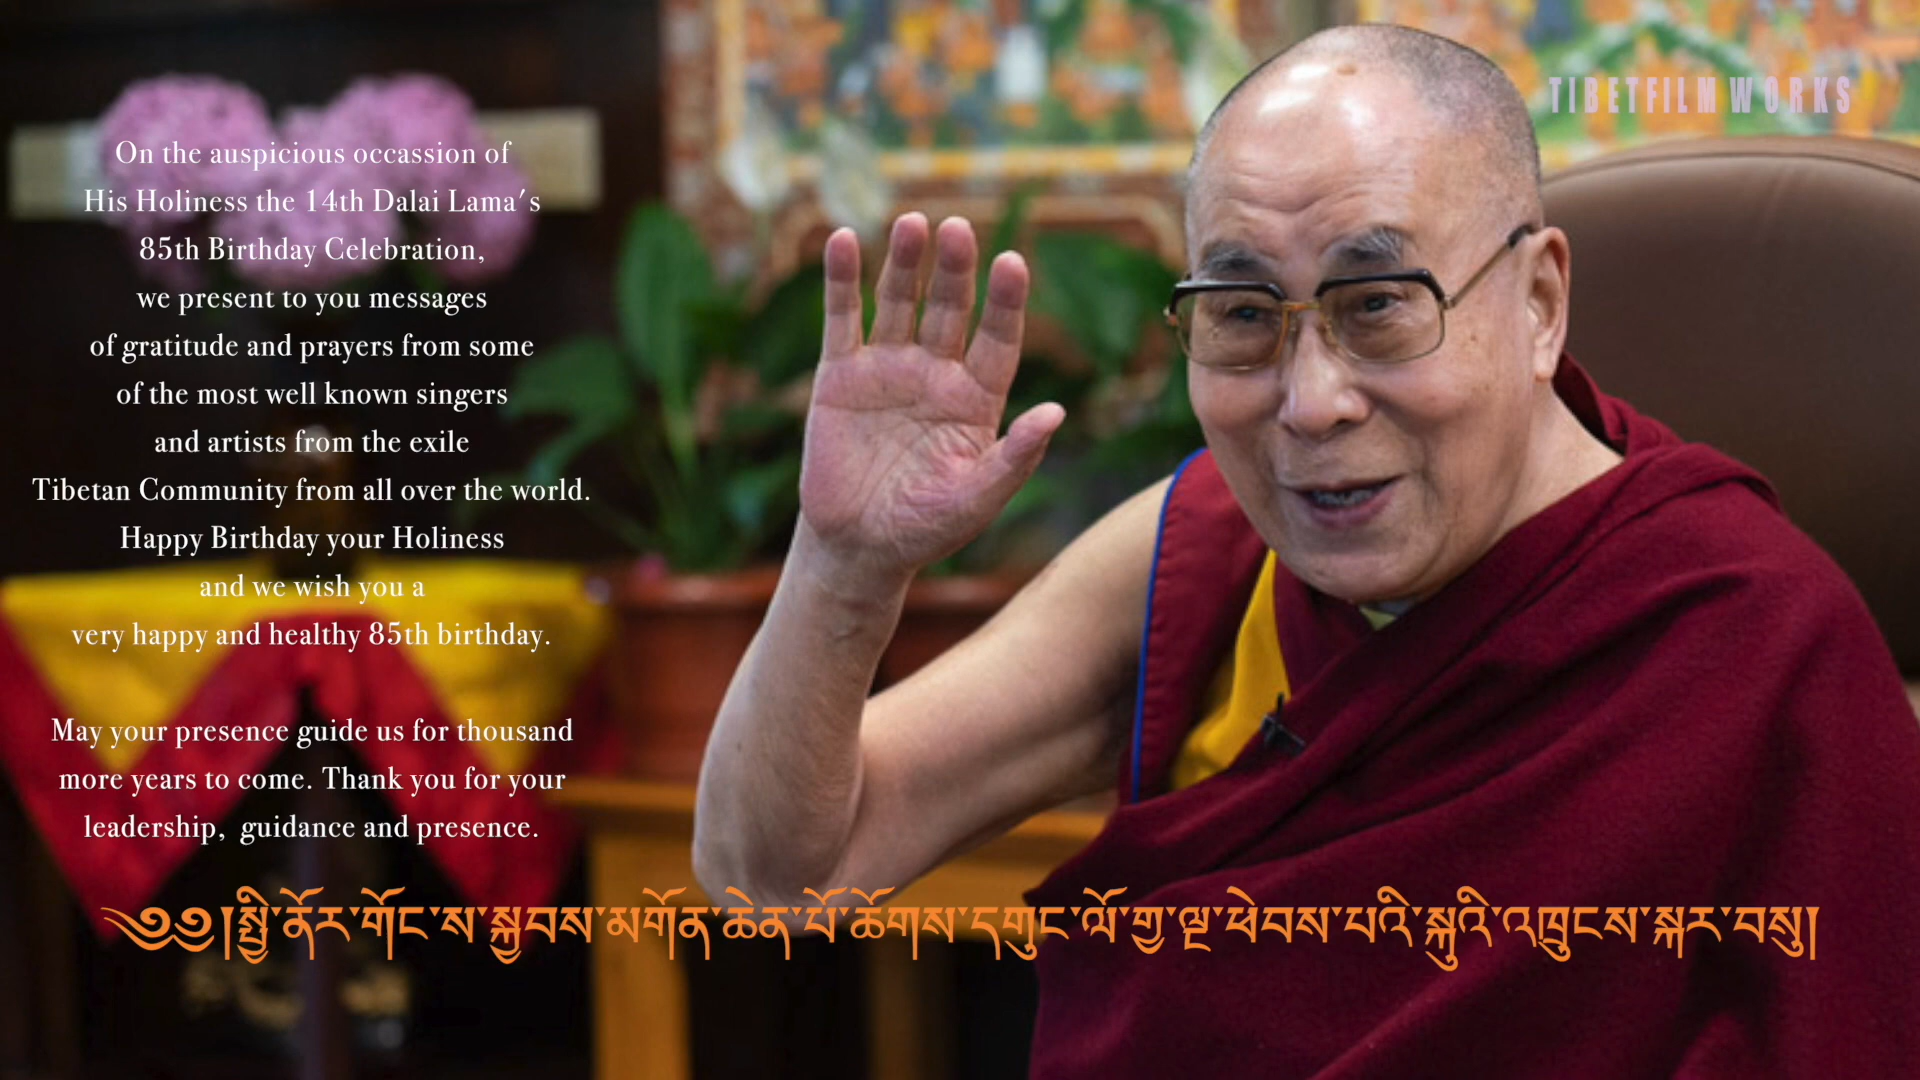 TIBETFILM WORKS
On the auspicious occassion of
His Holiness the 14th Dalai Lama's
85th Birthday Celebration,
we present to you messages
of gratitude and prayers from some
of the most well known singers
and artists from the exile
Tibetan Community from all over the world.
Happy Birthday your Holiness
and we wish you a
very happy and healthy 85th birthday.
May your presence guide us for thousand
more years to come. Thank you for your
leadership,  guidance and presence.
༄༅།སྤྱི་ནོར་གོང་ས་སྐྱབས་མགོན་ཆེན་པོ་ཆོགས་དགུང་ལོ་གྱ་ལྔ་ཕེབས་པའི་སྐུའི་འཁྲུངས་སྐར་བསུ།